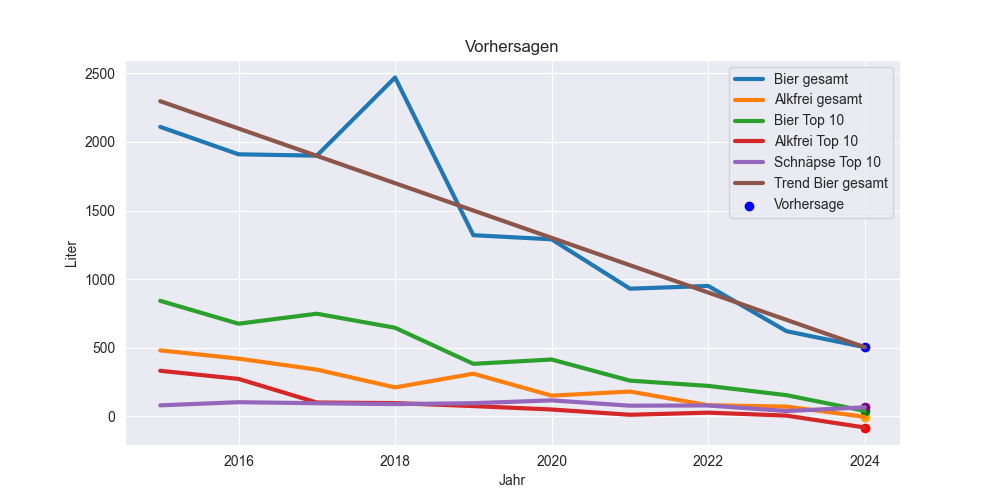 Vorhersagen
Liter
2500
2000
1500
1000
500
0
Bier gesamt
Alkfrei gesamt
Bier Top 10
Alkfrei Top 10
Schnäpse Top 10
Trend Bier gesamt
Vorhersage
2016 2018 2020 2022 2024
Jahr